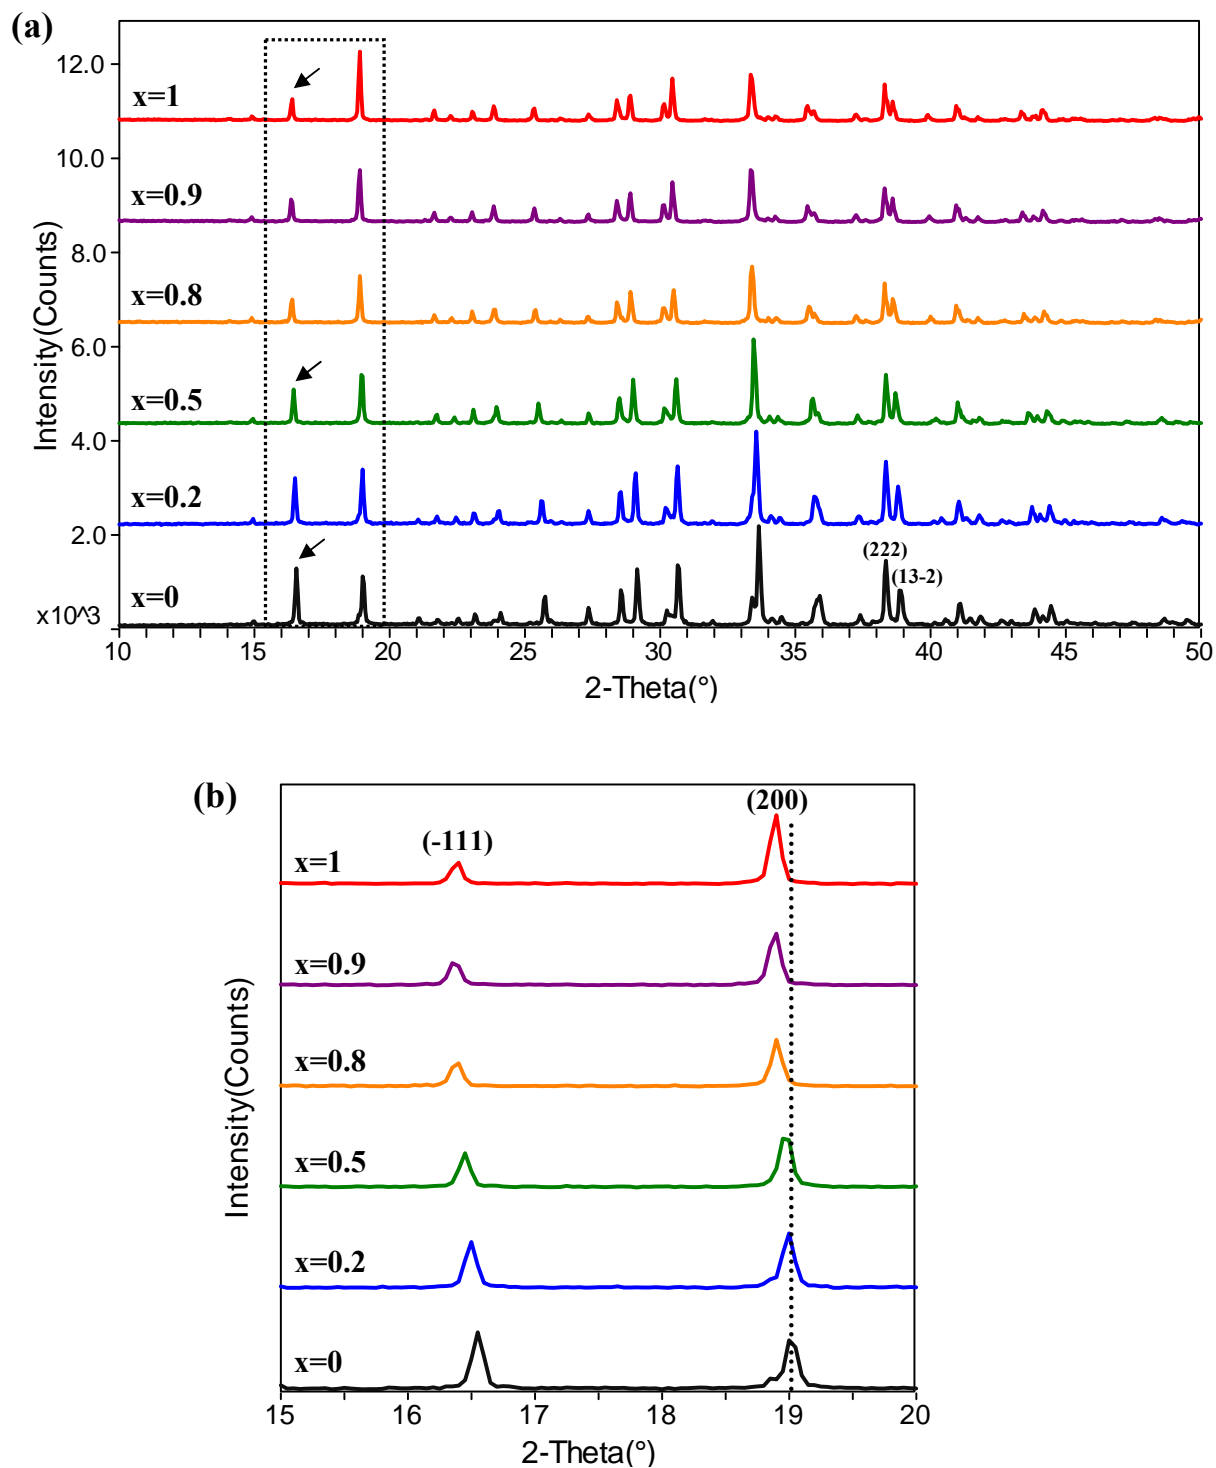 (a)
12.0
x=1
10.0
x=0.9
8.0
x=0.8
6.0
x=0.5
4.0
x=0.2
2.0
(222)
(13-2)
x=0
x10^3
Intensity(Counts)
10 15 20 25 30 35 40 45 50
2-Theta(°)
(b)
(200)
(-111)
x=1
x=0.9
x=0.8
x=0.5
x=0.2
x=0
Intensity(Counts)
15 16 17 18 19 20
2-Theta(°)